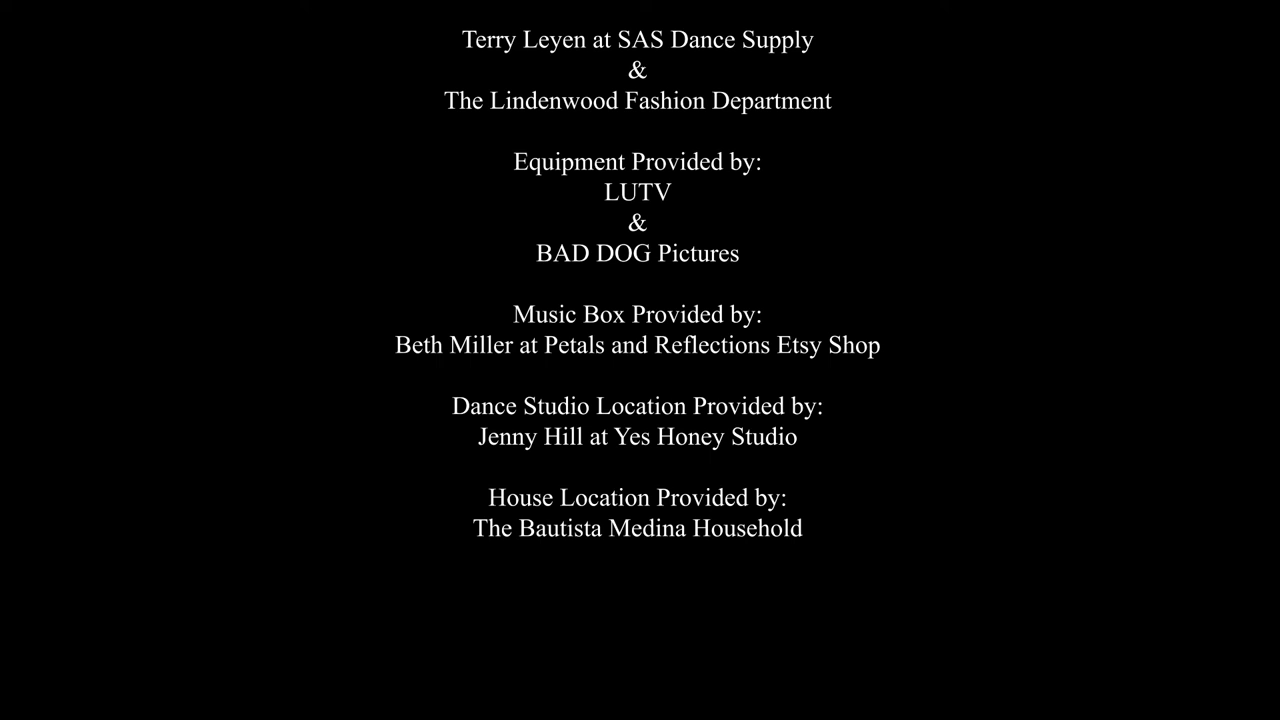 Terry Leyen at SAS Dance Supply
&
The Lindenwood Fashion Department
Equipment Provided by:
LUTV
&
BAD DOG Pictures
Music Box Provided by:
Beth Miller at Petals and Reflections Etsy Shop
Dance Studio Location Provided by:
Jenny Hill at Yes Honey Studio
House Location Provided by:
The Bautista Medina Household